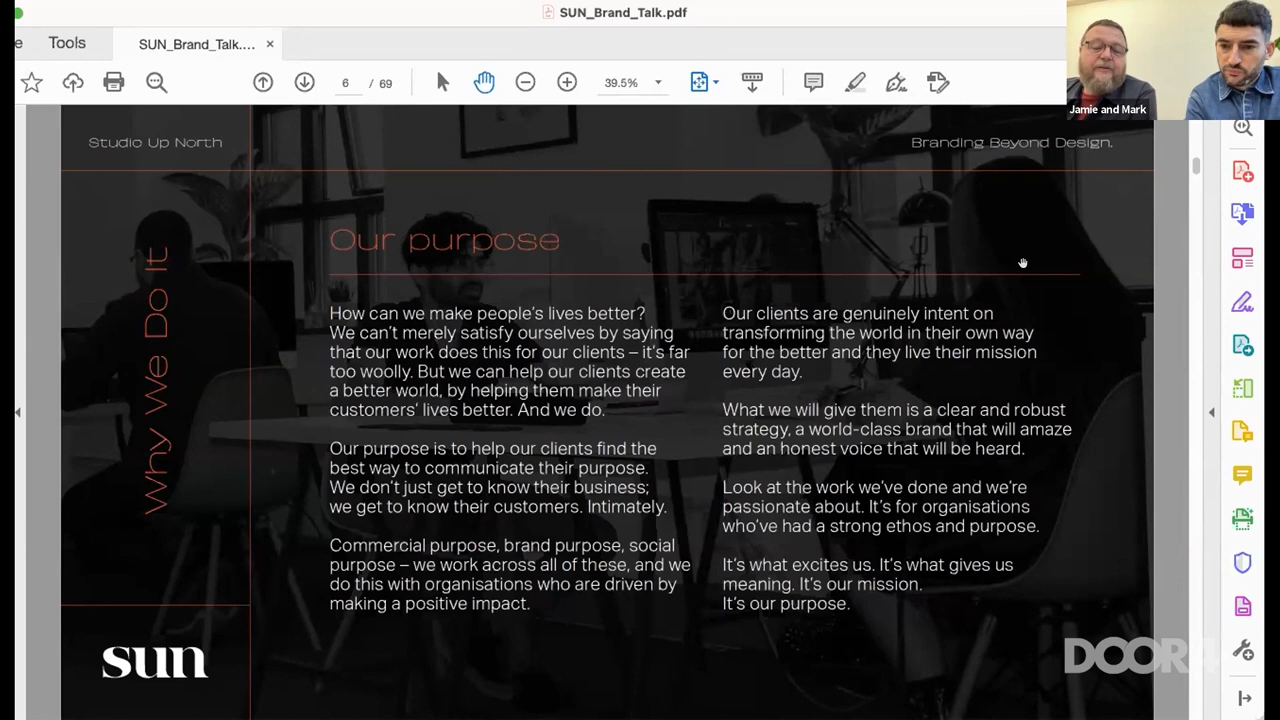 SUN_Brand_Talk.pdf
e
Tools
SUN_Brand_Talk.... ×
6 / 69
39.5%
Jamie and Mark
Studio Up North
Branding Beyond Design.
Why We Do It
Our purpose
How can we make people's lives better?
We can't merely satisfy ourselves by saying
that our work does this for our clients – it's far
too woolly. But we can help our clients create
a better world, by helping them make their
customers' lives better. And we do.
Our purpose is to help our clients find the
best way to communicate their purpose.
We don't just get to know their business;
we get to know their customers. Intimately.
Commercial purpose, brand purpose, social
purpose – we work across all of these, and we
do this with organisations who are driven by
making a positive impact.
Our clients are genuinely intent on
transforming the world in their own way
for the better and they live their mission
every day.
What we will give them is a clear and robust
strategy, a world-class brand that will amaze
and an honest voice that will be heard.
Look at the work we've done and we're
passionate about. It's for organisations
who've had a strong ethos and purpose.
It's what excites us. It's what gives us
meaning. It's our mission.
It's our purpose.
sun
DOOR4